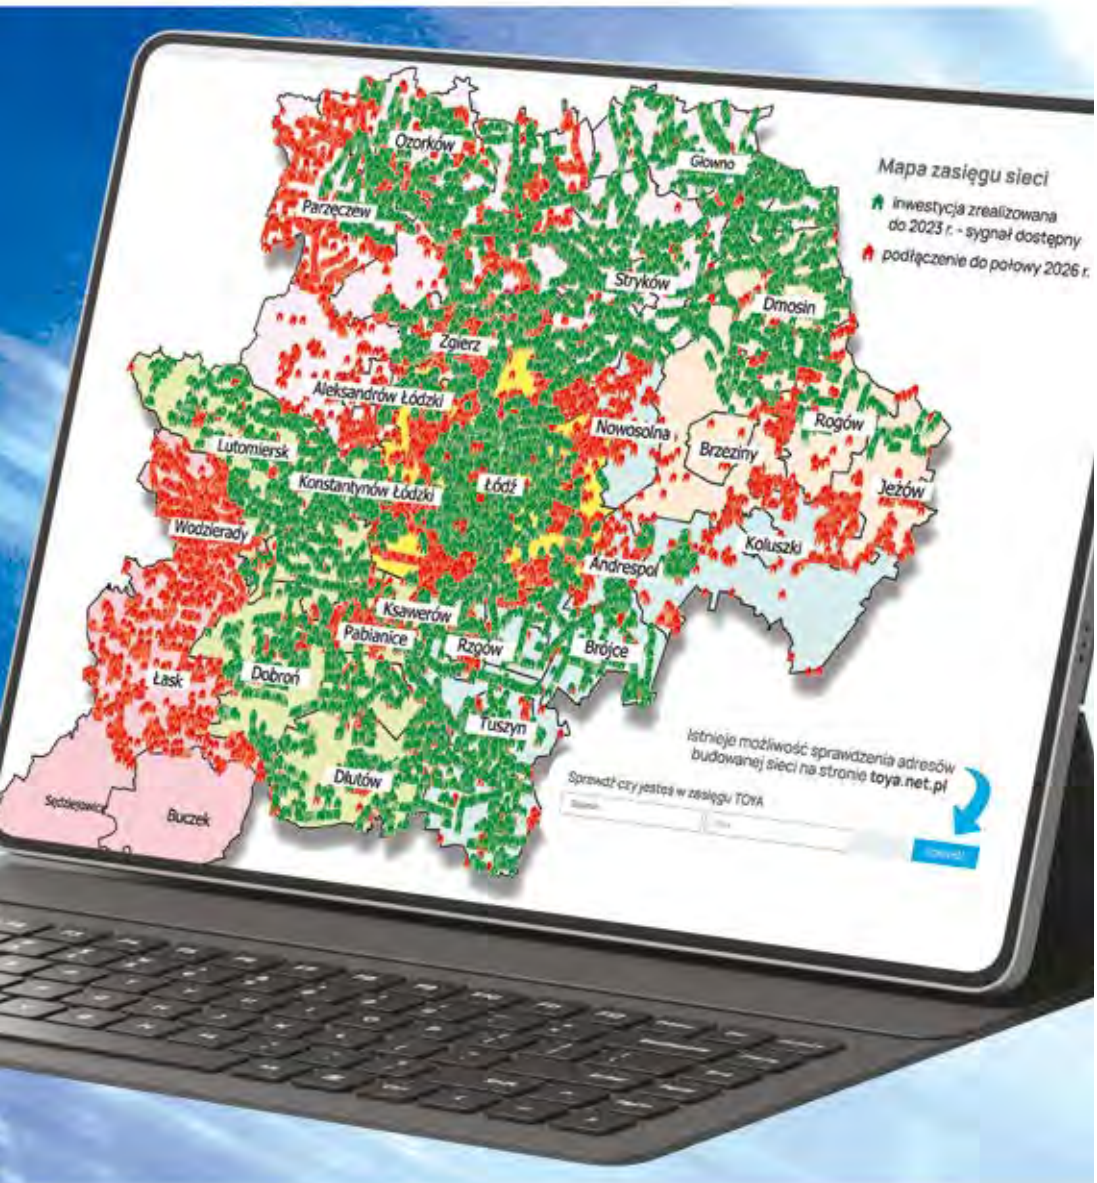 Mapa zasięgu sieci
inwestycja zrealizowana
do 2023 r. - sygnał dostępny
podłączenie do połowy 2026 r.
Ozorków
Głowno
Parzęczew
Stryków
Dmosin
Zgierz
Aleksandrów Łódzki
Nowosolna
Rogów
Lutomiersk
Brzeziny
Konstantynów Łódzki
Łódź
Jeżów
Wodzierady
Koluszki
Andrespol
Ksawerów
Pabianice
Rzgów
Brójce
Łask
Dobroń
Tuszyn
Dłutów
Sędziejowice
Buczek
Istnieje możliwość sprawdzenia adresów
budowanej sieci na stronie toya.net.pl
Sprawdź czy jesteś w zasięgu TOYA